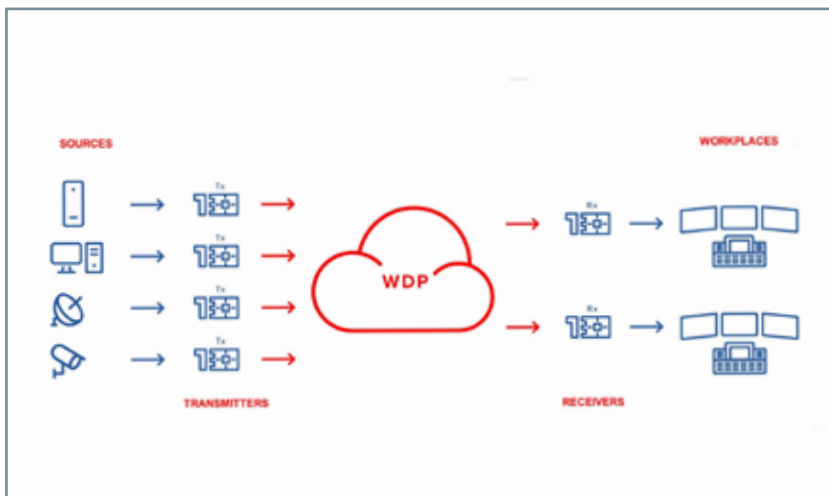 SOURCES
WORKPLACES
Tx
Rx
Tx
WDP
Tx
Rx
Tx
TRANSMITTERS
RECEIVERS